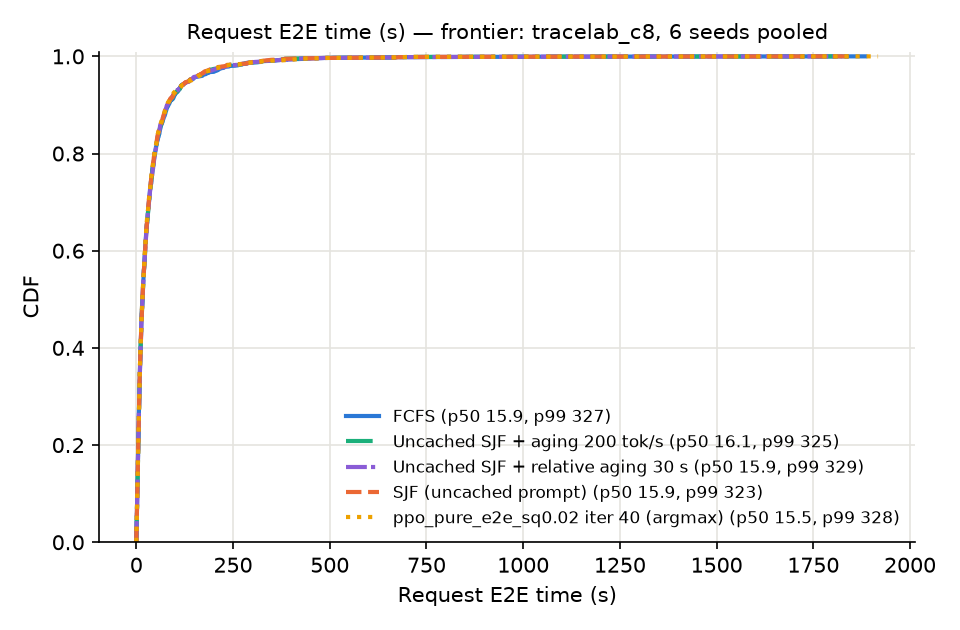 Request E2E time (s) — frontier: tracelab_c8, 6 seeds pooled
CDF
1.0
0.8
0.6
0.4
0.2
0.0
FCFS (p50 15.9, p99 327)
Uncached SJF + aging 200 tok/s (p50 16.1, p99 325)
Uncached SJF + relative aging 30 s (p50 15.9, p99 329)
SJF (uncached prompt) (p50 15.9, p99 323)
ppo_pure_e2e_sq0.02 iter 40 (argmax) (p50 15.5, p99 328)
0 250 500 750 1000 1250 1500 1750 2000
Request E2E time (s)